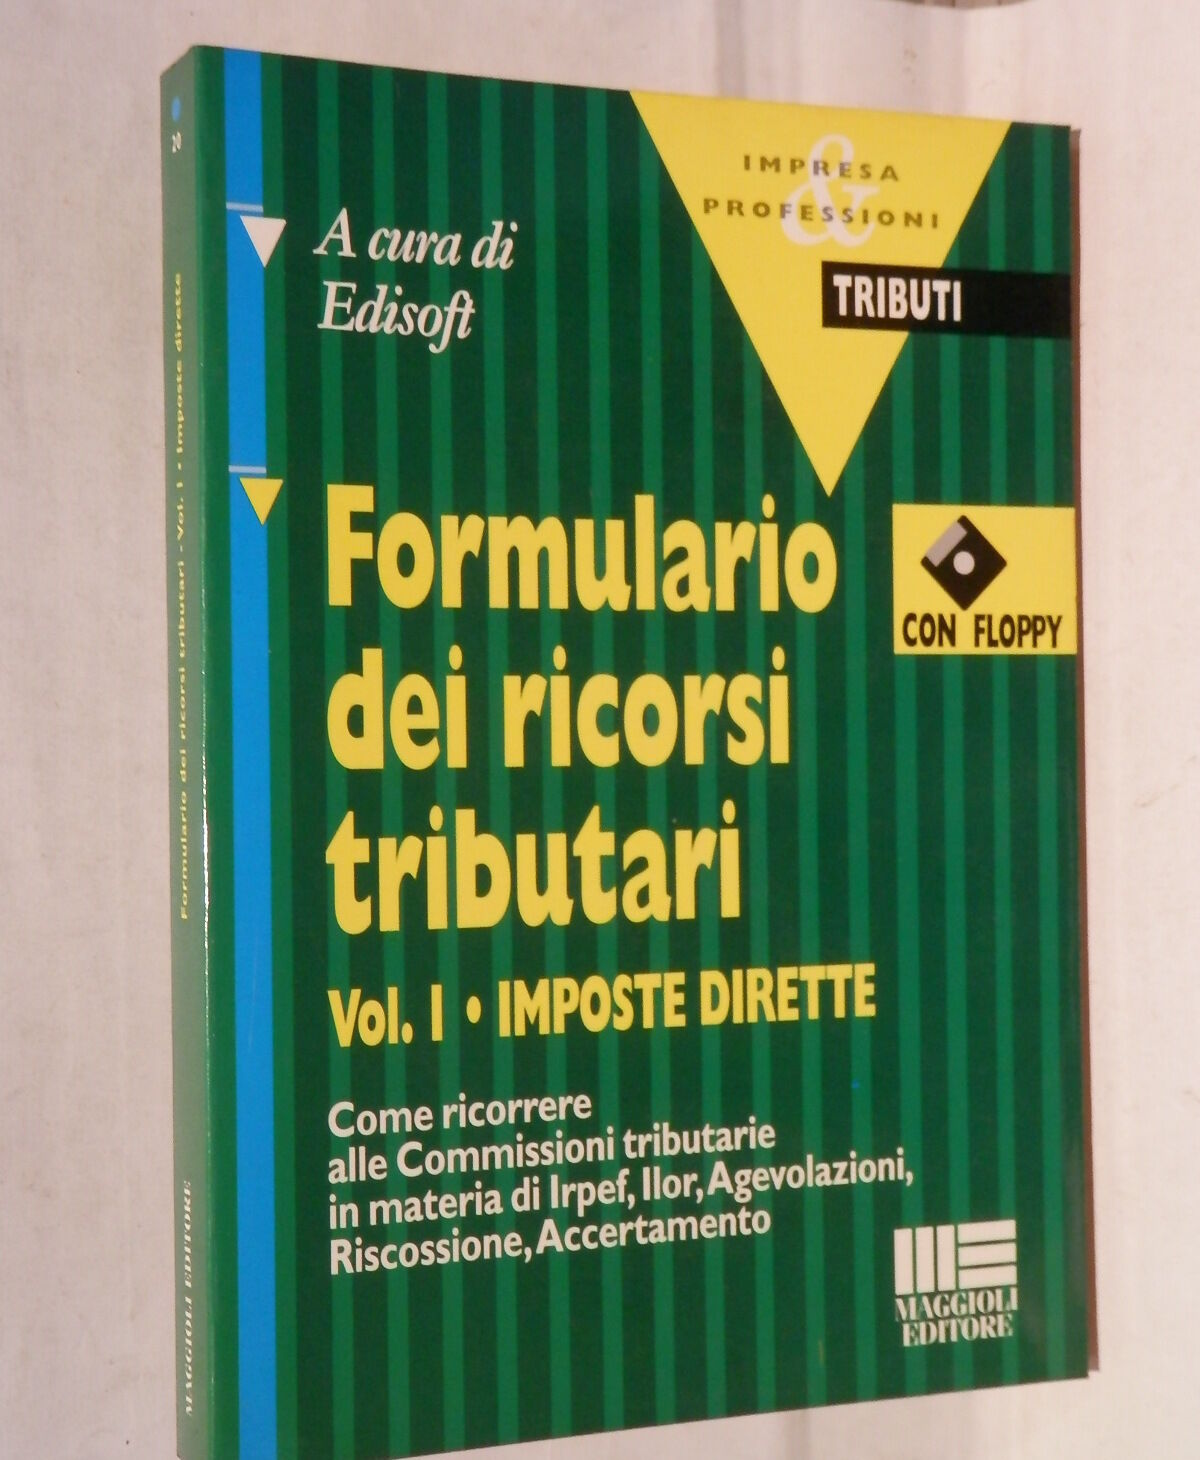 IMPRESA
&
PROFESSIONI
TRIBUTI
A cura di
Edisoft
Formulario
dei ricorsi
tributari
Vol. I • IMPOSTE DIRETTE
CON FLOPPY
Come ricorrere
alle Commissioni tributarie
in materia di Irpef, Ilor, Agevolazioni,
Riscossione, Accertamento
MAGGIOLI
EDITORE
20
Formulario dei ricorsi tributari - Vol. I • Imposte dirette
MAGGIOLI EDITORE